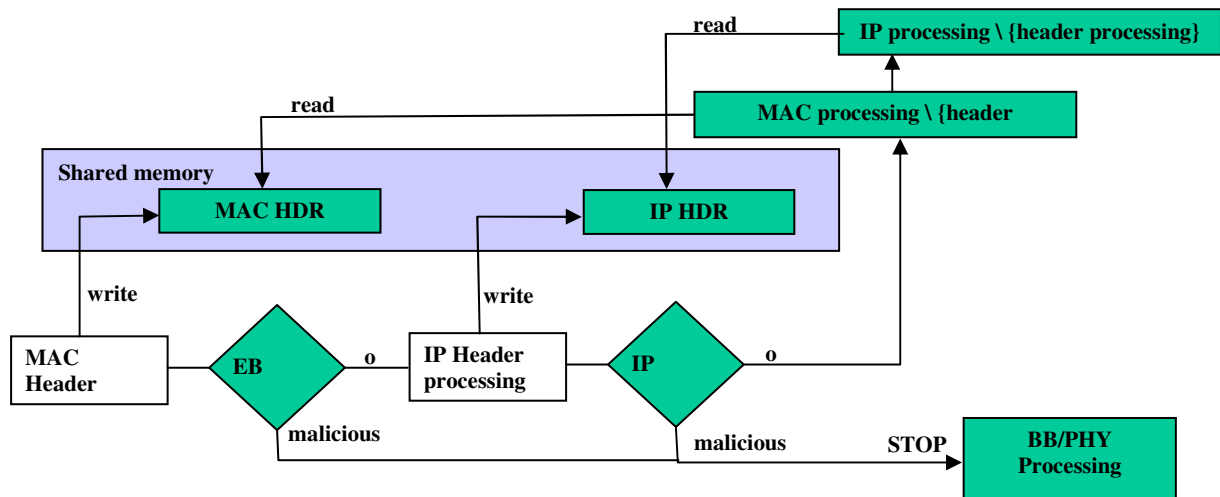 read
IP processing \ {header processing}
read
MAC processing \ {header
Shared memory
MAC HDR
IP HDR
write
write
MAC
Header
EB
o
IP Header
processing
IP
o
malicious
malicious
STOP
BB/PHY
Processing